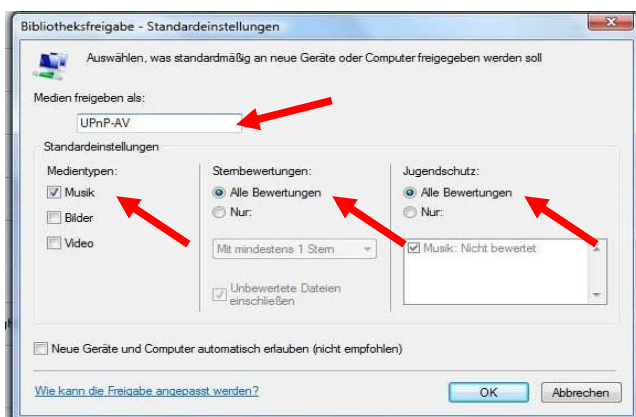 Bibliotheksfreigabe - Standardeinstellungen
Auswählen, was standardmäßig an neue Geräte oder Computer freigegeben werden soll
Medien freigeben als:
UPnP-AV
Standardeinstellungen
Medientypen:
Musik
Bilder
Video
Sternbewertungen:
Alle Bewertungen
Nur:
Mit mindestens 1 Stern
Unbewertete Dateien
einschließen
Jugendschutz:
Alle Bewertungen
Nur:
Musik: Nicht bewertet
Neue Geräte und Computer automatisch erlauben (nicht empfohlen)
Wie kann die Freigabe angepasst werden?
OK
Abbrechen